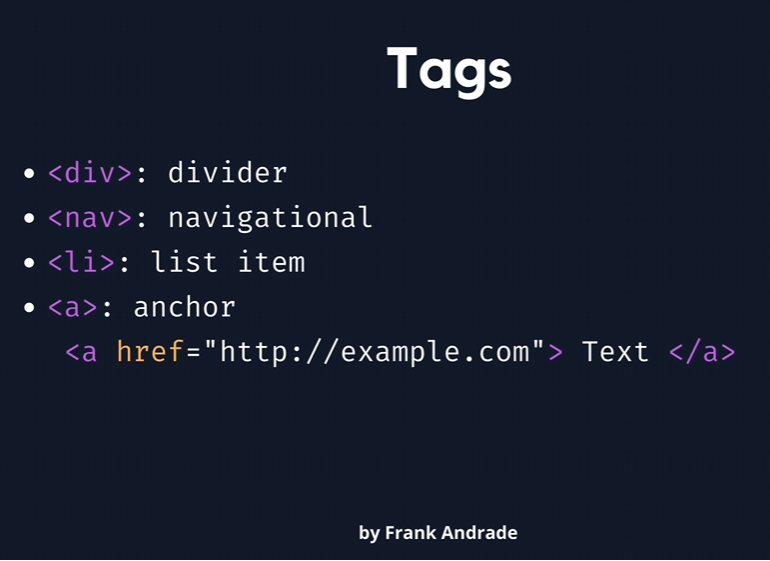 Tags
• <div>: divider
• <nav>: navigational
• <li>: list item
• <a>: anchor
<a href="http://example.com"> Text </a>
by Frank Andrade